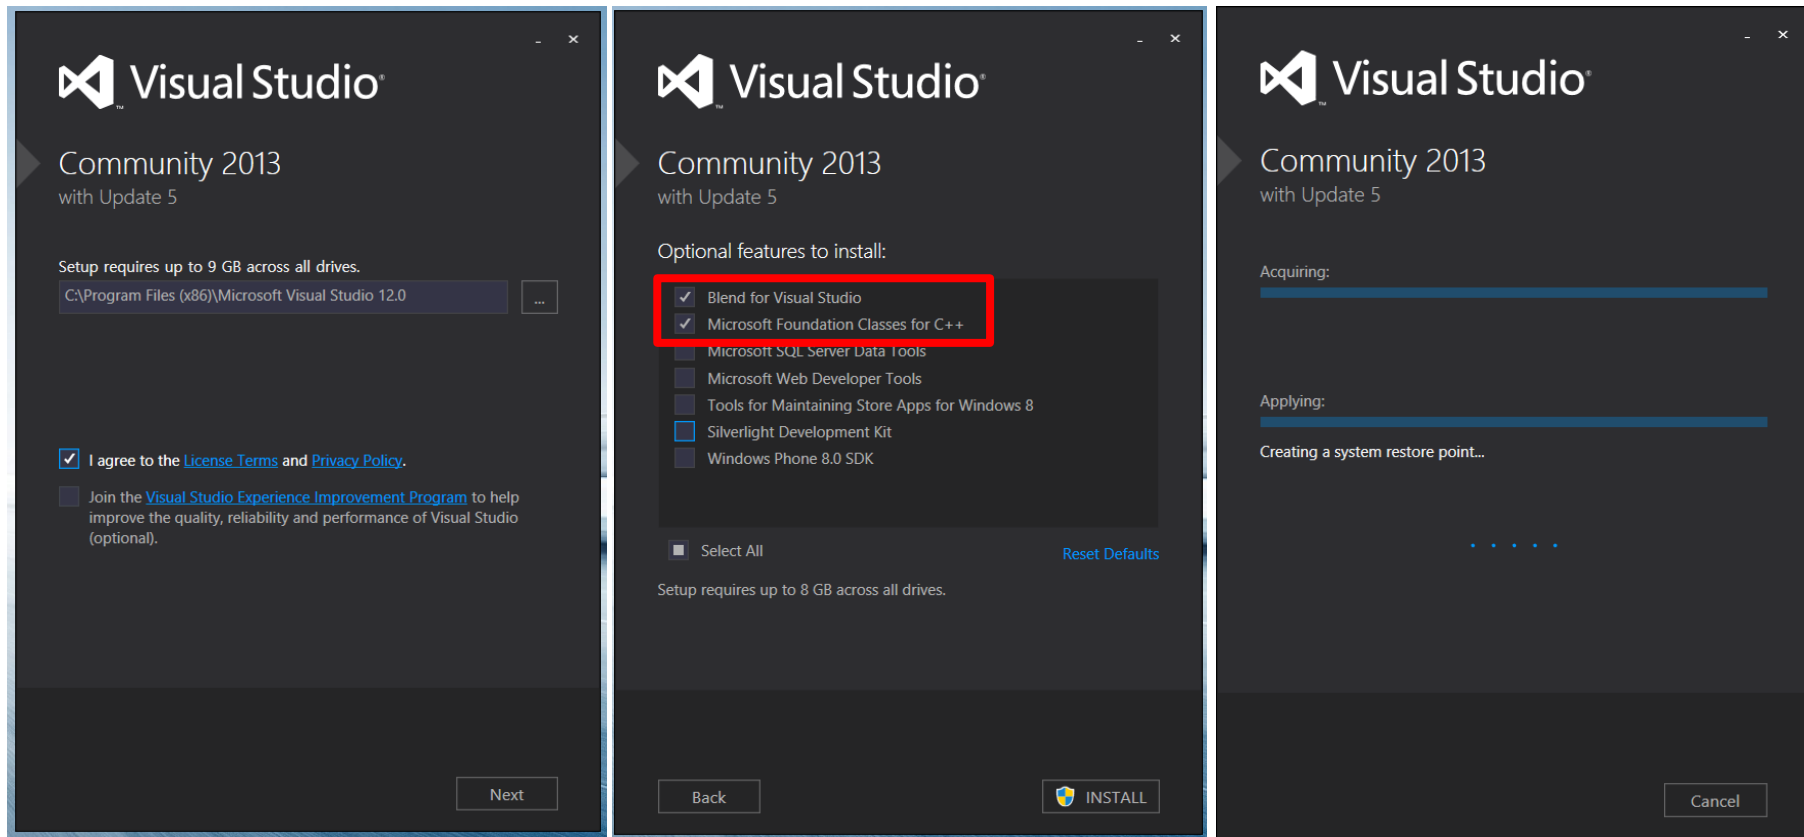 Visual Studio®
™
Community 2013
with Update 5
Setup requires up to 9 GB across all drives.
C:\Program Files (x86)\Microsoft Visual Studio 12.0
...
I agree to the License Terms and Privacy Policy.
Join the Visual Studio Experience Improvement Program to help
improve the quality, reliability and performance of Visual Studio
(optional).
Next
Visual Studio®
™
Community 2013
with Update 5
Optional features to install:
Blend for Visual Studio
Microsoft Foundation Classes for C++
Microsoft SQL Server Data Tools
Microsoft Web Developer Tools
Tools for Maintaining Store Apps for Windows 8
Silverlight Development Kit
Windows Phone 8.0 SDK
Select All
Reset Defaults
Setup requires up to 8 GB across all drives.
Back
INSTALL
Visual Studio®
™
Community 2013
with Update 5
Acquiring:
Applying:
Creating a system restore point...
Cancel